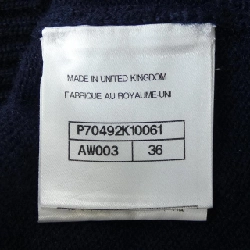 MADE IN UNITED KINGDOM
FABRIQUE AU ROYAUME-UNI
P70492K10061
AW003 36